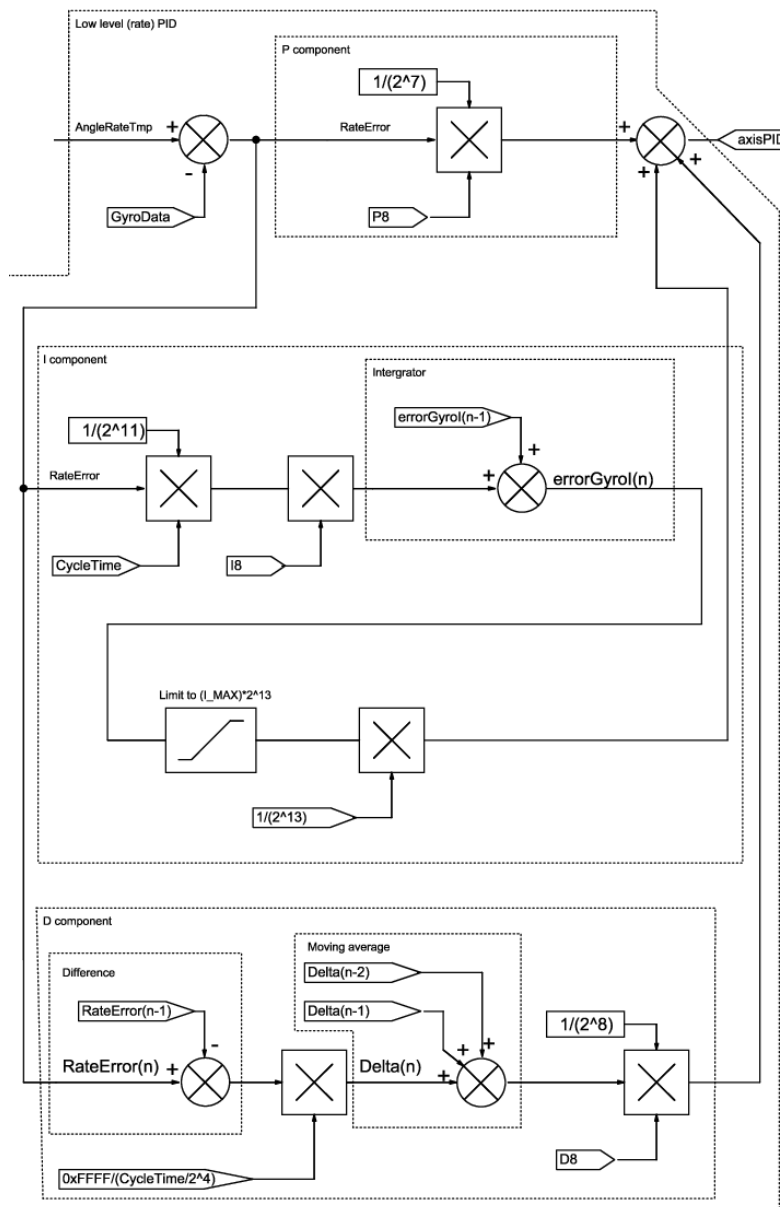 Low level (rate) PID
P component
1/(2^7)
+
AngleRateTmp
RateError
+
axisPID
-
+
+
GyroData
P8
I component
Intergrator
errorGyroI(n-1)
1/(2^11)
+
RateError
+
errorGyroI(n)
CycleTime
I8
Limit to (I_MAX)*2^13
1/(2^13)
D component
Moving average
Difference
Delta(n-2)
RateError(n-1)
Delta(n-1)
1/(2^8)
-
+
+
RateError(n)
+
Delta(n)
+
D8
0xFFFF/(CycleTime/2^4)